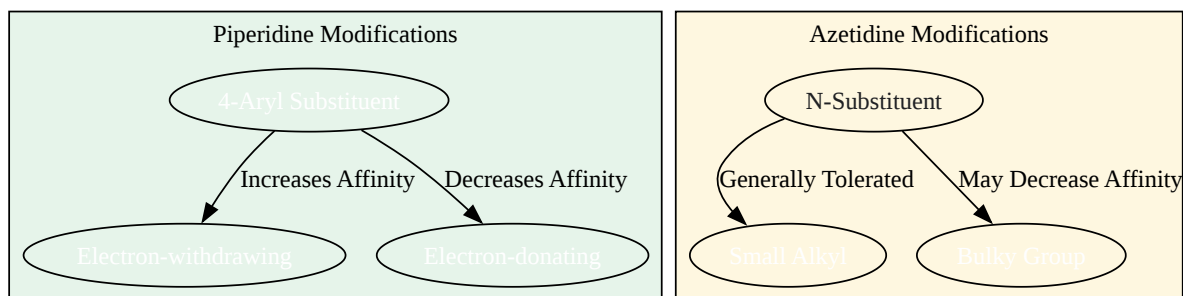 Piperidine Modifications
4-Aryl Substituent
Increases Affinity
Decreases Affinity
Electron-withdrawing
Electron-donating
Azetidine Modifications
N-Substituent
Generally Tolerated
May Decrease Affinity
Small Alkyl
Bulky Group